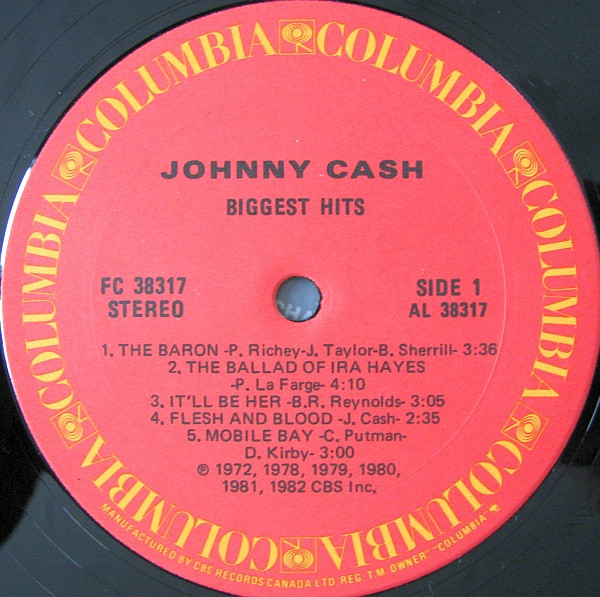 COLUMBIA COLUMBIA COLUMBIA COLUMBIA COLUMBIA COLUMBIA COLUMBIA
JOHNNY CASH
BIGGEST HITS
FC 38317
STEREO
SIDE 1
AL 38317
1. THE BARON -P. Richey-J. Taylor-B. Sherrill- 3:36
2. THE BALLAD OF IRA HAYES
-P. La Farge- 4:10
3. IT'LL BE HER -B.R. Reynolds- 3:05
4. FLESH AND BLOOD -J. Cash- 2:35
5. MOBILE BAY -C. Putman-
D. Kirby- 3:00
℗ 1972, 1978, 1979, 1980,
1981, 1982 CBS Inc.
MANUFACTURED BY CBS RECORDS CANADA LTD. REG. T.M. OWNER "COLUMBIA"